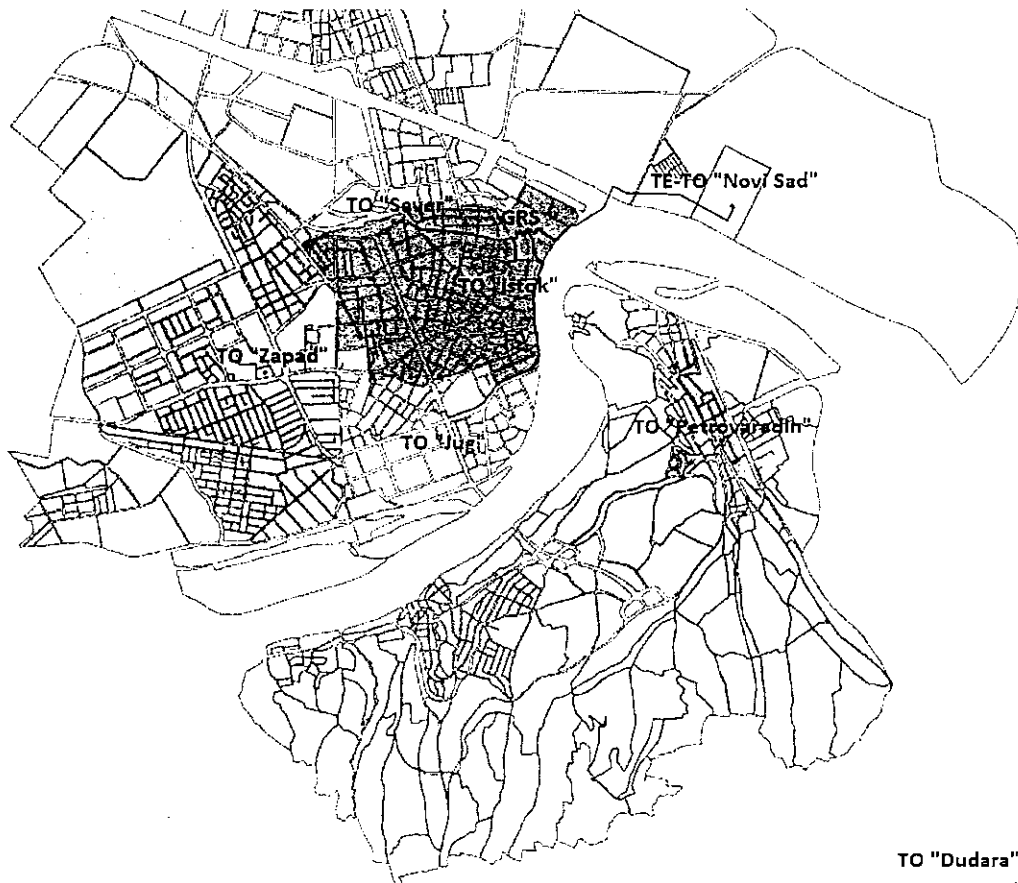 TE-TO "Novi Sad"
TO "Sever"
GRS
TO "Istok"
TO "Zapad"
TO "Petrovaradin"
TO "Jug"
TO "Dudara"